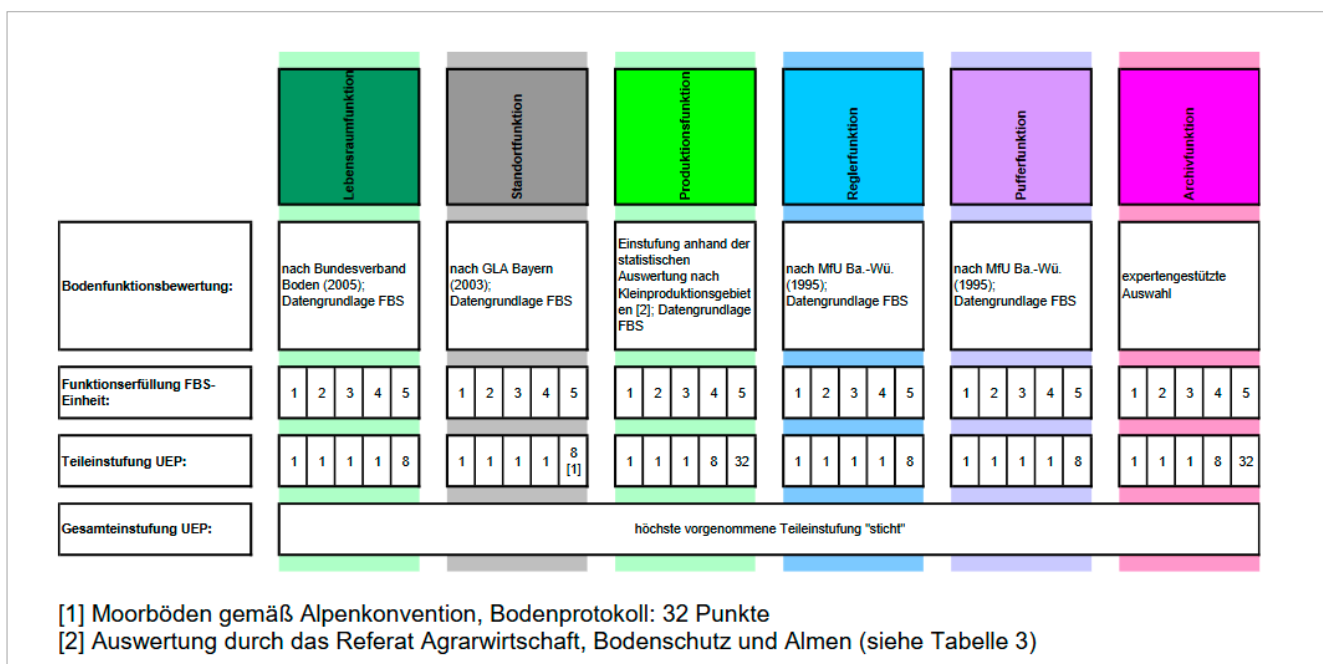 Lebensraumfunktion
Standortfunktion
Produktionsfunktion
Reglerfunktion
Pufferfunktion
Archivfunktion
Bodenfunktionsbewertung:
nach Bundesverband
Boden (2005);
Datengrundlage FBS
nach GLA Bayern
(2003);
Datengrundlage FBS
Einstufung anhand der
statistischen
Auswertung nach
Kleinproduktionsgebiet
en [2]; Datengrundlage
FBS
nach MfU Ba.-Wü.
(1995);
Datengrundlage FBS
nach MfU Ba.-Wü.
(1995);
Datengrundlage FBS
expertengestützte
Auswahl
Funktionserfüllung FBS-
Einheit:
1 2 3 4 5 1 2 3 4 5 1 2 3 4 5 1 2 3 4 5 1 2 3 4 5 1 2 3 4 5
Teileinstufung UEP:
1 1 1 1 8 1 1 1 1 8 [1] 1 1 1 8 32 1 1 1 1 8 1 1 1 1 8 1 1 1 8 32
Gesamteinstufung UEP:
höchste vorgenommene Teileinstufung "sticht"
[1] Moorböden gemäß Alpenkonvention, Bodenprotokoll: 32 Punkte
[2] Auswertung durch das Referat Agrarwirtschaft, Bodenschutz und Almen (siehe Tabelle 3)